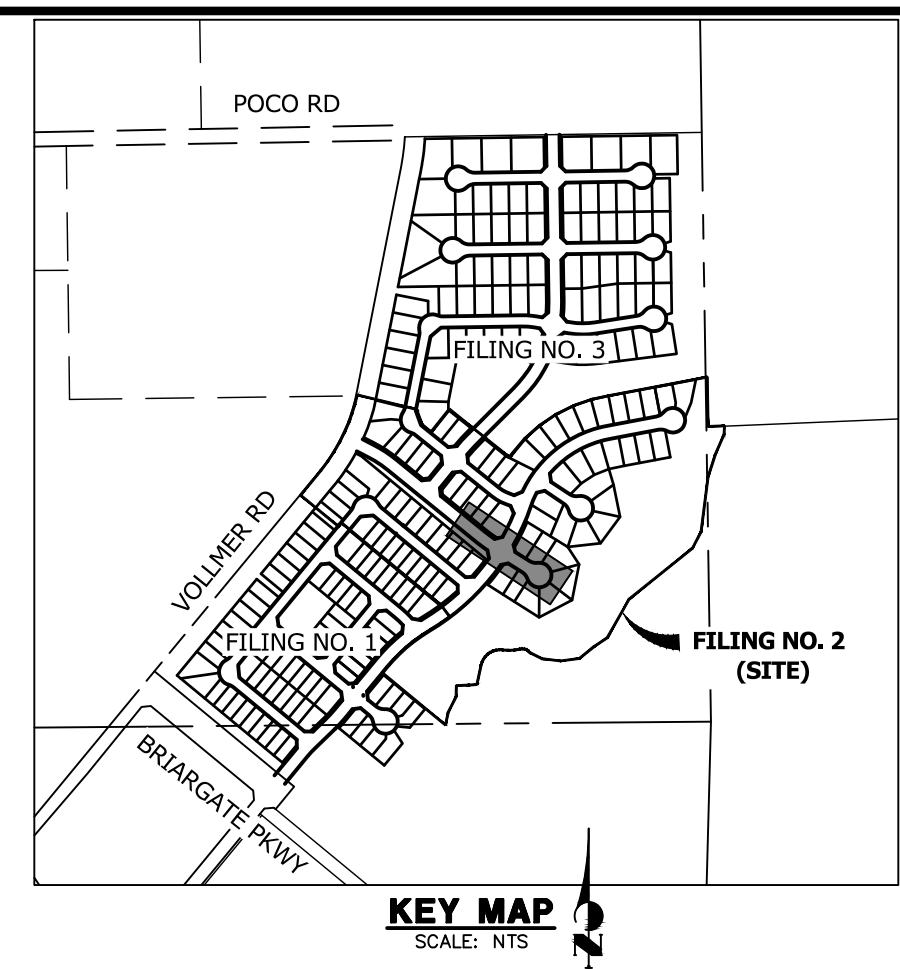 POCO RD
FILING NO. 3
VOLLMER RD
FILING NO. 1
FILING NO. 2
(SITE)
BRIARGATE PKWY
KEY MAP
SCALE: NTS
N